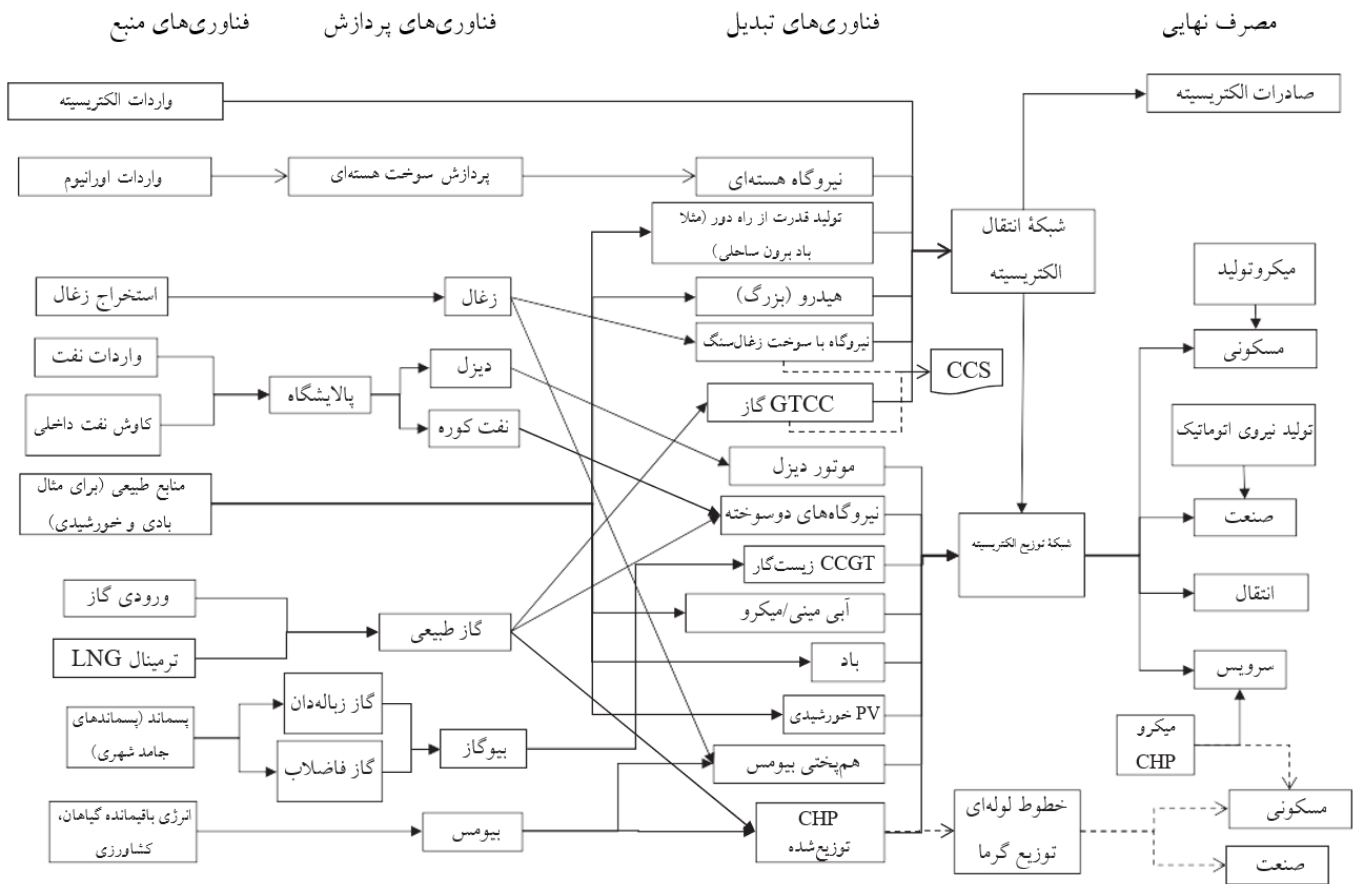 فناوری‌های منبع
فناوری‌های پردازش
فناوری‌های تبدیل
مصرف نهایی
واردات الکتریسیته
صادرات الکتریسیته
واردات اورانیوم
پردازش سوخت هسته‌ای
نیروگاه هسته‌ای
تولید قدرت از راه دور (مثلا
باد برون ساحلی)
شبکهٔ انتقال
الکتریسیته
میکروتولید
استخراج زغال
زغال
هیدرو (بزرگ)
نیروگاه با سوخت زغال‌سنگ
مسکونی
واردات نفت
دیزل
CCS
پالایشگاه
GTCC گاز
کاوش نفت داخلی
نفت کوره
تولید نیروی اتوماتیک
موتور دیزل
منابع طبیعی (برای مثال
بادی و خورشیدی)
نیروگاه‌های دوسوخته
صنعت
شبکهٔ توزیع الکتریسیته
CCGT زیست‌گار
ورودی گاز
آبی مینی/میکرو
انتقال
گاز طبیعی
ترمینال LNG
باد
سرویس
گاز زباله‌دان
پسماند (پسماندهای
جامد شهری)
PV خورشیدی
بیوگاز
گاز فاضلاب
هم‌پختی بیومس
میکرو
CHP
انرژی باقیمانده گیاهان،
کشاورزی
بیومس
CHP
توزیع‌شده
خطوط لوله‌ای
توزیع گرما
مسکونی
صنعت